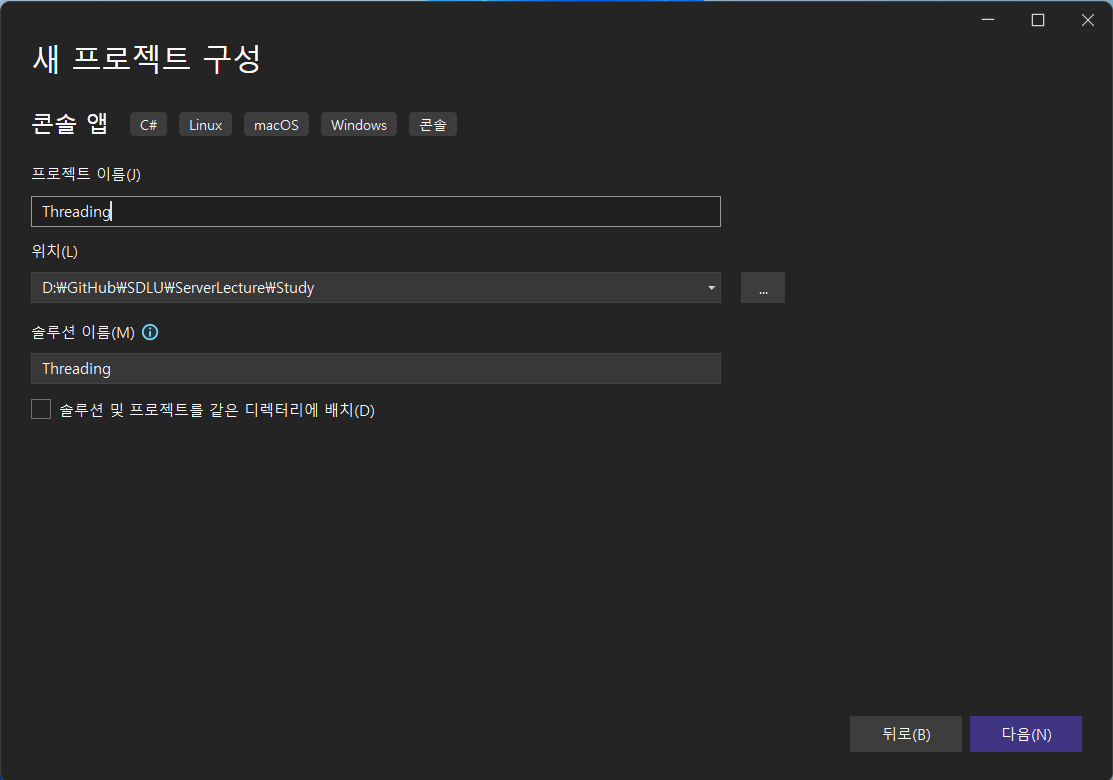 새 프로젝트 구성
콘솔 앱 C# Linux macOS Windows 콘솔
프로젝트 이름(J)
Threading
위치(L)
D:₩GitHub₩SDLU₩ServerLecture₩Study ...
솔루션 이름(M)
Threading
솔루션 및 프로젝트를 같은 디렉터리에 배치(D)
뒤로(B) 다음(N)